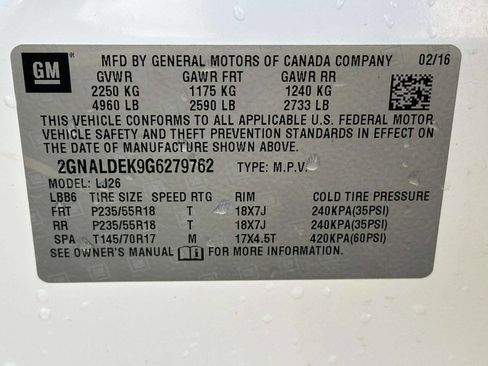 GM MFD BY GENERAL MOTORS OF CANADA COMPANY 02/16
GVWR GAWR FRT GAWR RR
2250 KG 1175 KG 1240 KG
4960 LB 2590 LB 2733 LB
THIS VEHICLE CONFORMS TO ALL APPLICABLE U.S. FEDERAL MOTOR
VEHICLE SAFETY AND THEFT PREVENTION STANDARDS IN EFFECT ON
THE DATE OF MANUFACTURE SHOWN ABOVE.
2GNALDEK9G6279762 TYPE: M.P.V.
MODEL: LJ26
LBB6 TIRE SIZE SPEED RTG RIM COLD TIRE PRESSURE
FRT P235/55R18 T 18X7J 240KPA(35PSI)
RR P235/55R18 T 18X7J 240KPA(35PSI)
SPA T145/70R17 M 17X4.5T 420KPA(60PSI)
SEE OWNER'S MANUAL FOR MORE INFORMATION.